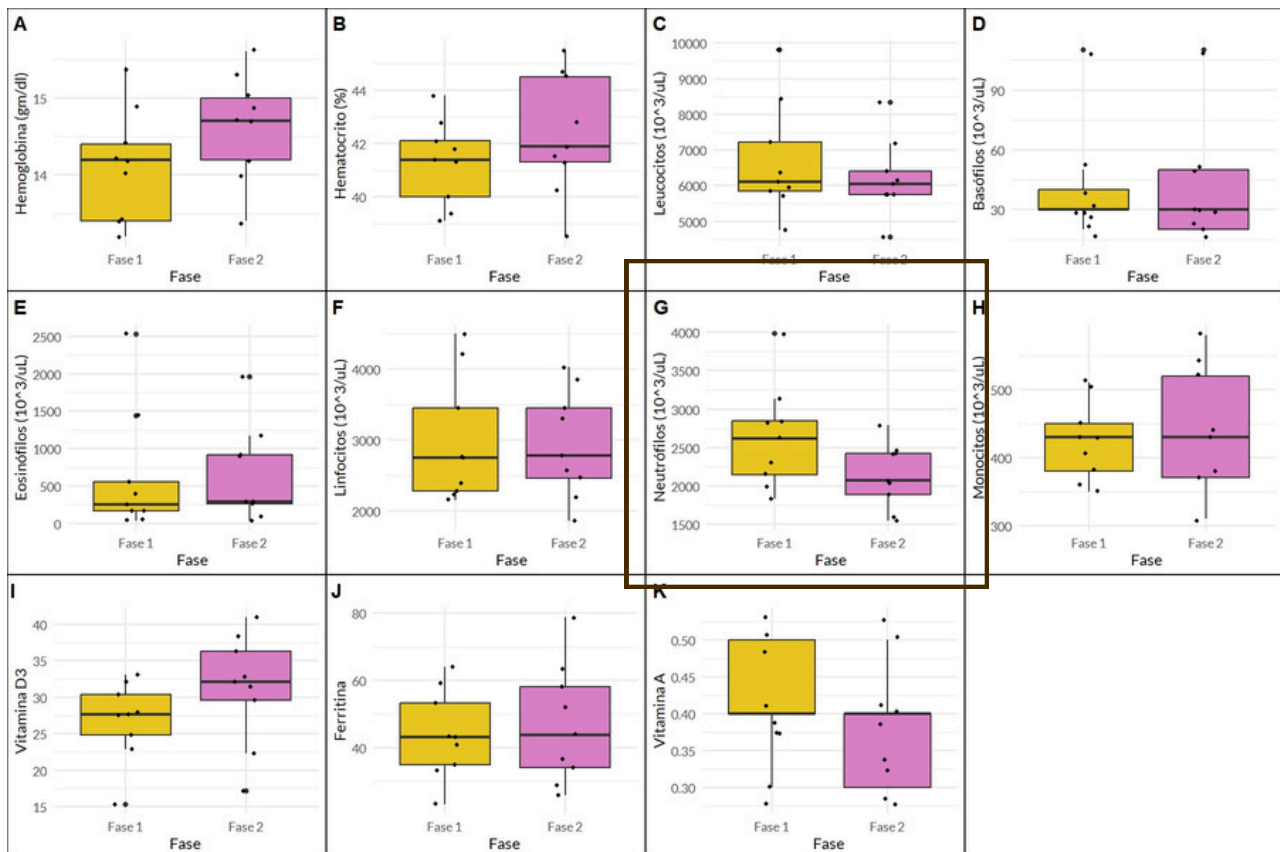 A
Hemoglobina (gm/dl)
15
14
Fase 1
Fase 2
Fase
B
Hematocrito (%)
44
42
40
Fase 1
Fase 2
Fase
C
Leucocitos (10^3/uL)
10000
9000
8000
7000
6000
5000
Fase 1
Fase 2
Fase
D
Basófilos (10^3/uL)
90
60
30
Fase 1
Fase 2
Fase
E
Eosinófilos (10^3/uL)
2500
2000
1500
1000
500
0
Fase 1
Fase 2
Fase
F
Linfocitos (10^3/uL)
4000
3000
2000
Fase 1
Fase 2
Fase
G
Neutrófilos (10^3/uL)
4000
3500
3000
2500
2000
1500
Fase 1
Fase 2
Fase
H
Monocitos (10^3/uL)
500
400
300
Fase 1
Fase 2
Fase
I
Vitamina D3
40
35
30
25
20
15
Fase 1
Fase 2
Fase
J
Ferritina
80
60
40
Fase 1
Fase 2
Fase
K
Vitamina A
0.50
0.40
0.35
0.30
Fase 1
Fase 2
Fase